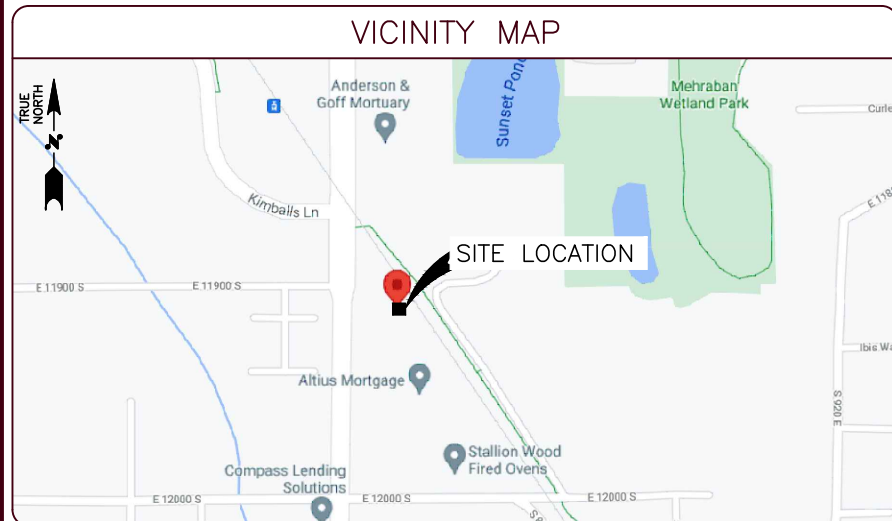 VICINITY MAP
TRUE
NORTH
Z
Anderson &
Goff Mortuary
Sunset Pond
Mehraban
Wetland Park
Curle
Kimballs Ln
E 118
SITE LOCATION
E 11900 S
E 11900 S
Altius Mortgage
Ibis Wa
S 920 E
Stallion Wood
Fired Ovens
Compass Lending
Solutions
E 12000 S
E 12000 S
E 12000 S